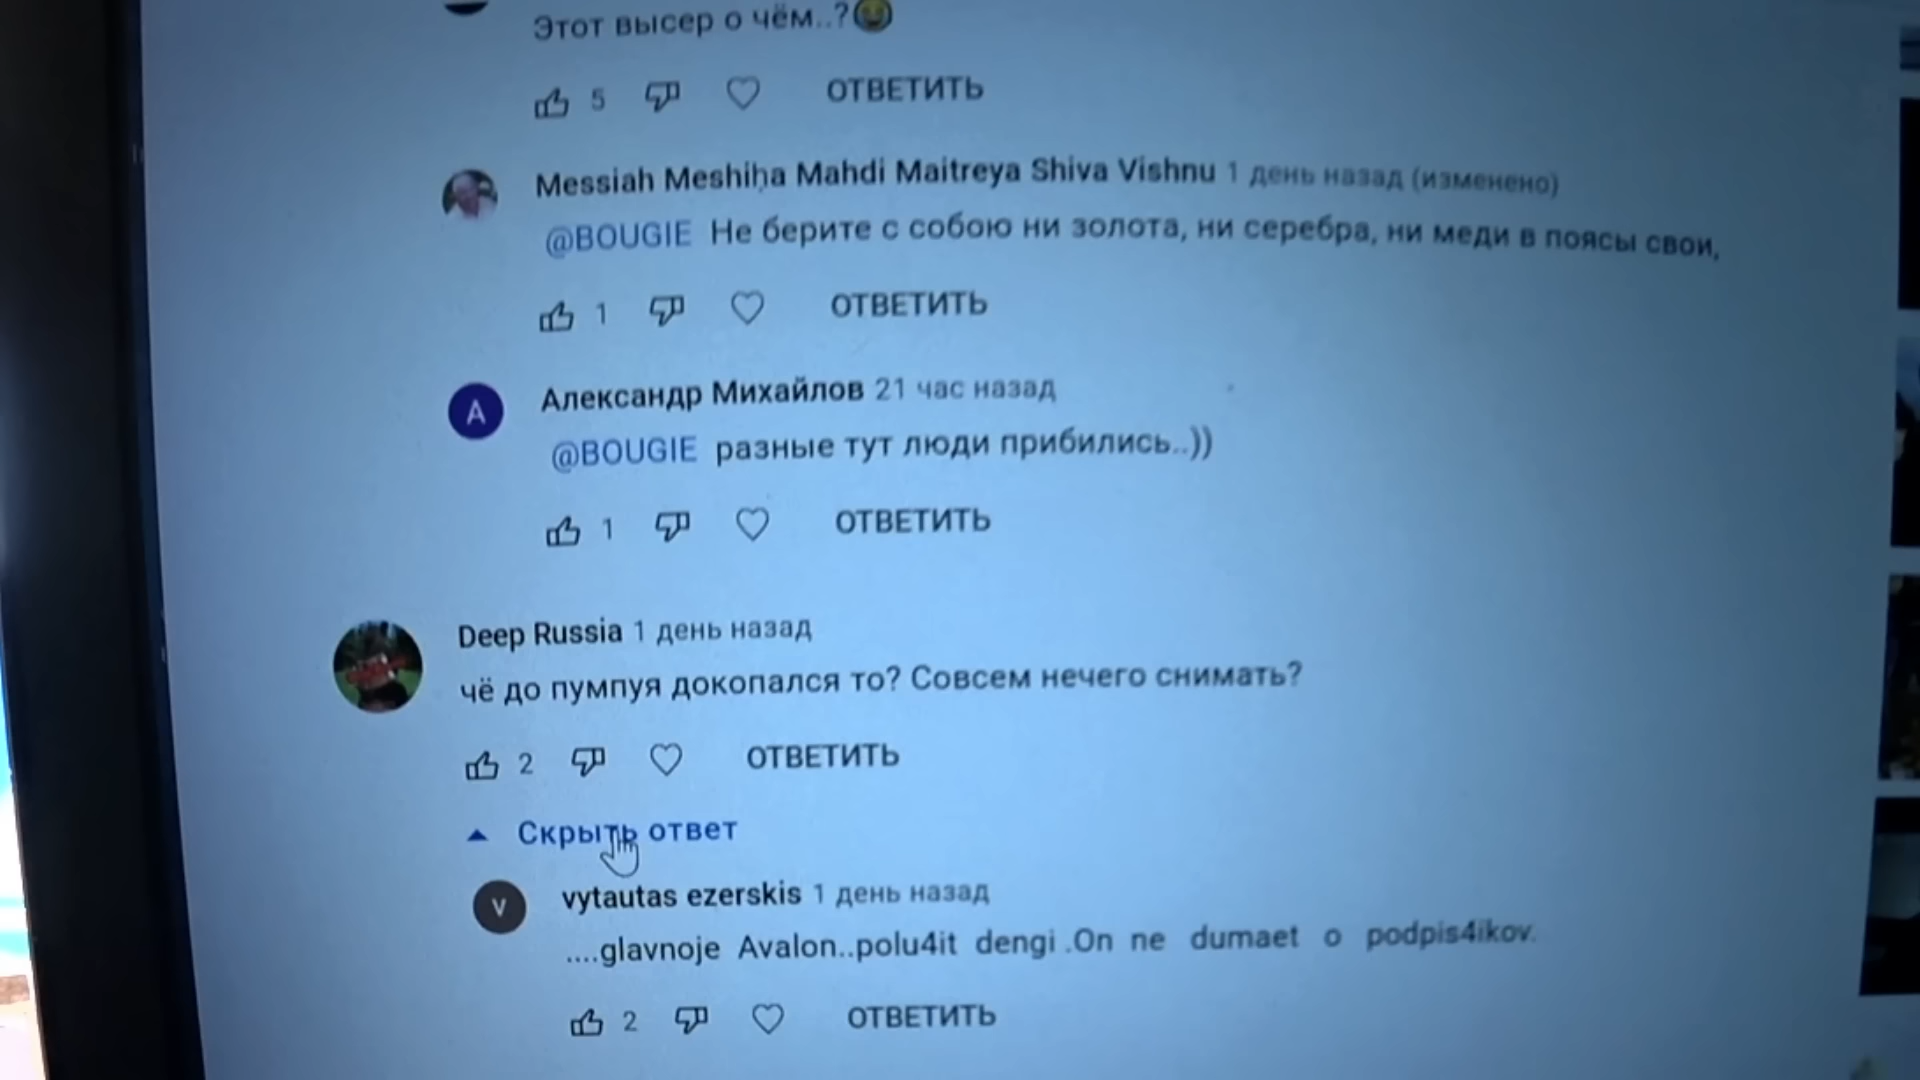 Этот высер о чём..?😂
5 ОТВЕТИТЬ
Messiah Meshiḥa Mahdi Maitreya Shiva Vishnu 1 день назад (изменено)
@BOUGIE Не берите с собою ни золота, ни серебра, ни меди в поясы свои,
1 ОТВЕТИТЬ
А
Александр Михайлов 21 час назад
@BOUGIE разные тут люди прибились..))
1 ОТВЕТИТЬ
Deep Russia 1 день назад
чё до пумпуя докопался то? Совсем нечего снимать?
2 ОТВЕТИТЬ
Скрыть ответ
v
vytautas ezerskis 1 день назад
....glavnoje Avalon..polu4it dengi .On ne dumaet o podpis4ikov.
2 ОТВЕТИТЬ